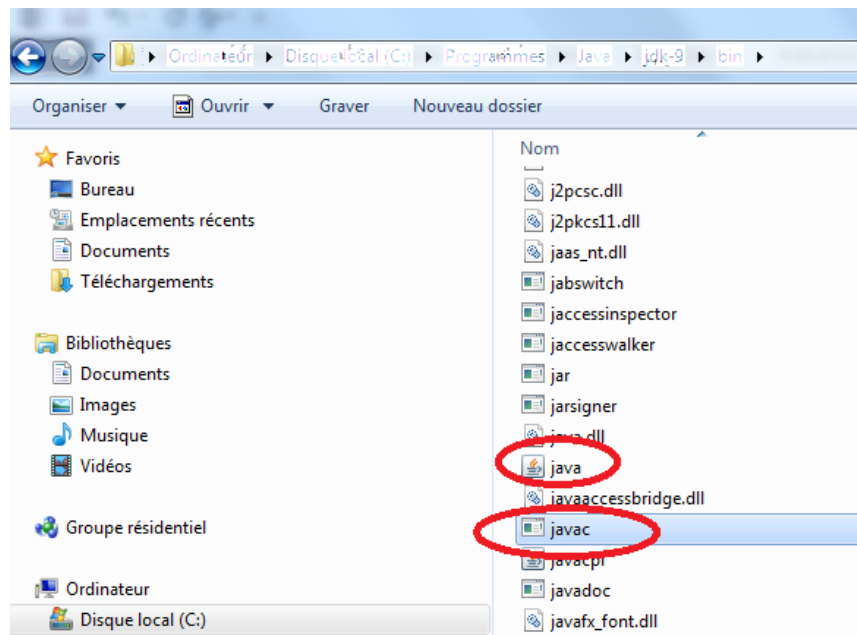 Ordinateur ▸ Disque local (C:) ▸ Programmes ▸ Java ▸ jdk-9 ▸ bin ▸
Organiser Ouvrir Graver Nouveau dossier
Favoris
Bureau
Emplacements récents
Documents
Téléchargements
Bibliothèques
Documents
Images
Musique
Vidéos
Groupe résidentiel
Ordinateur
Disque local (C:)
Nom
j2pcsc.dll
j2pkcs11.dll
jaas_nt.dll
jabswitch
jaccessinspector
jaccesswalker
jar
jarsigner
java.dll
java
javaaccessbridge.dll
javac
javacpl
javadoc
javafx_font.dll